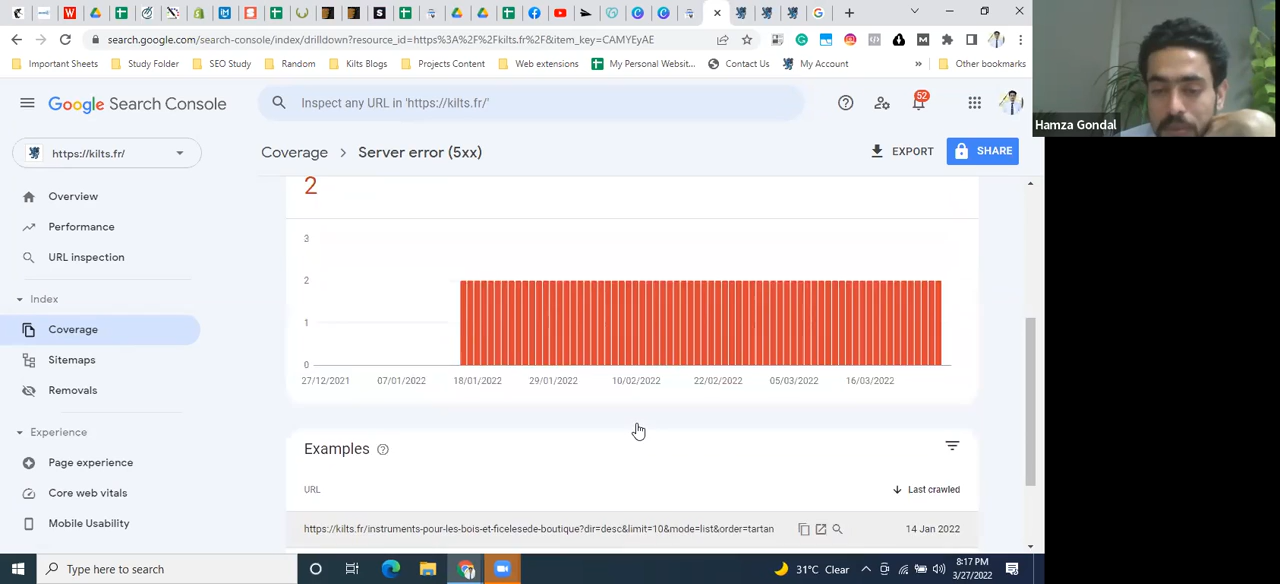 search.google.com/search-console/index/drilldown?resource_id=https%3A%2F%2Fkilts.fr%2F&item_key=CAMYEyAE
Important Sheets
Study Folder
SEO Study
Random
Kilts Blogs
Projects Content
Web extensions
My Personal Websit...
Contact Us
My Account
»
Other bookmarks
Hamza Gondal
Google Search Console
Inspect any URL in 'https://kilts.fr/'
52
https://kilts.fr/
Coverage > Server error (5xx)
EXPORT
SHARE
Overview
Performance
URL inspection
Index
Coverage
Sitemaps
Removals
Experience
Page experience
Core web vitals
Mobile Usability
2
3
2
1
0
27/12/2021
07/01/2022
18/01/2022
29/01/2022
10/02/2022
22/02/2022
05/03/2022
16/03/2022
Examples
URL
Last crawled
https://kilts.fr/instruments-pour-les-bois-et-ficelesede-boutique?dir=desc&limit=10&mode=list&order=tartan
14 Jan 2022
Type here to search
31°C Clear
8:17 PM
3/27/2022